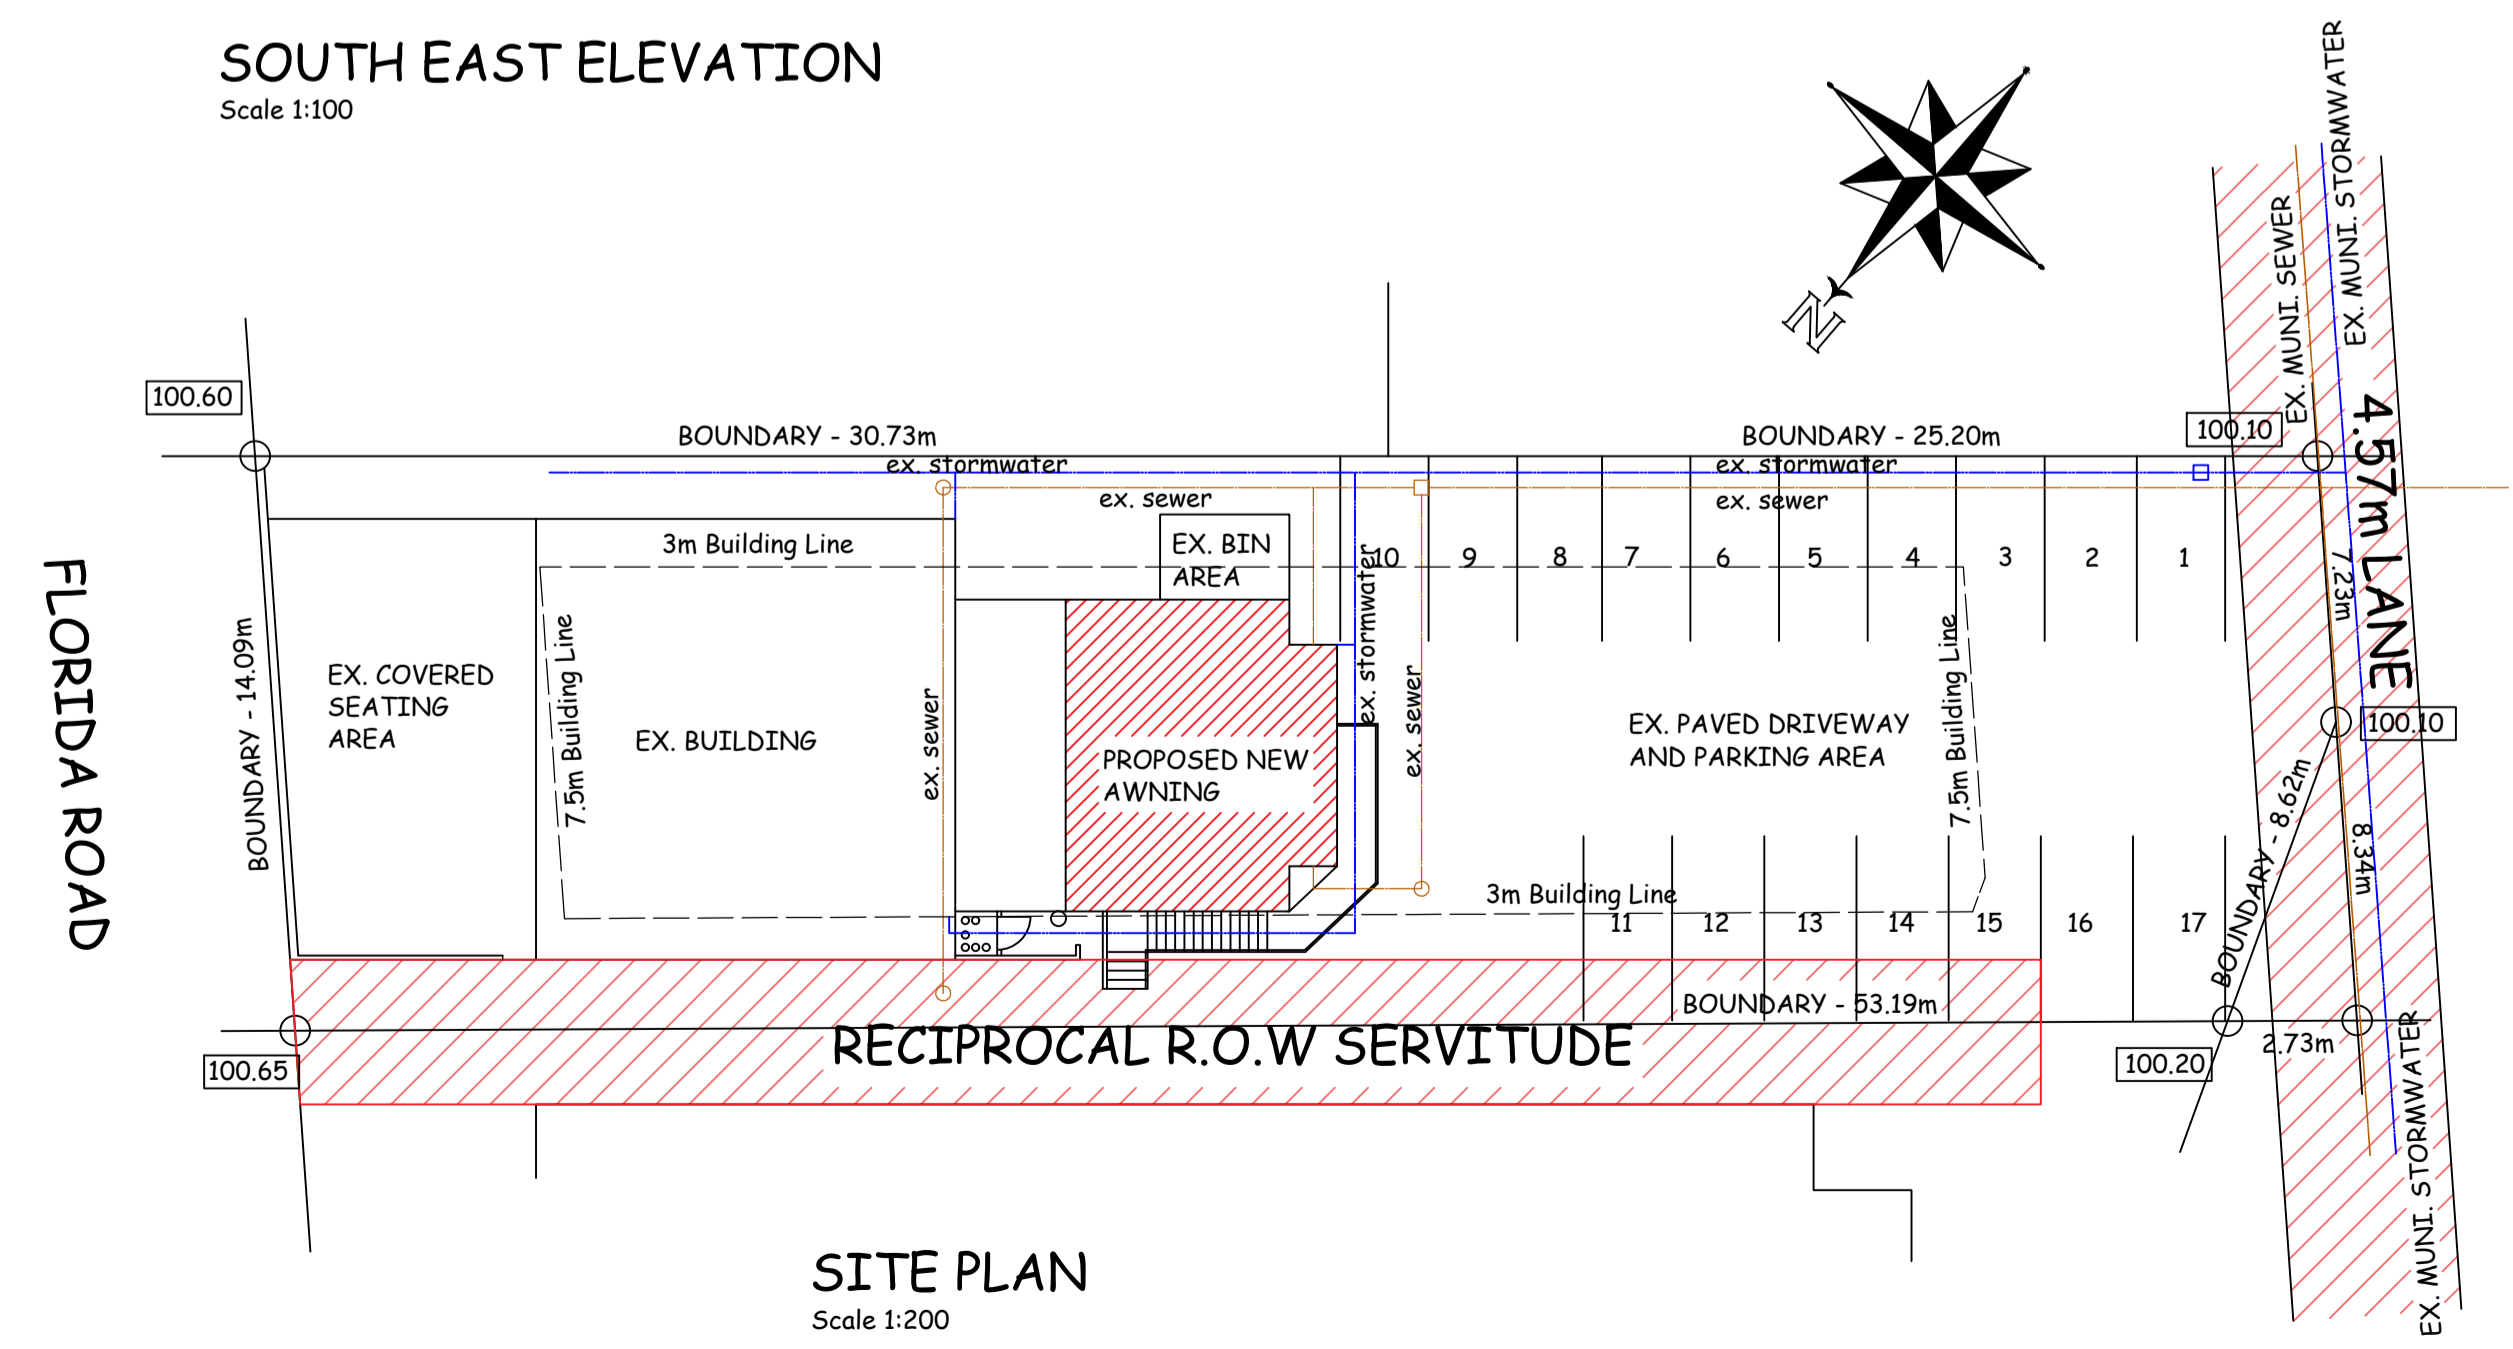 SOUTH EAST ELEVATION
Scale 1:100
N
100.60
BOUNDARY - 30.73m
BOUNDARY - 25.20m
100.10
EX. MUNI. SEWER
EX. MUNI. STORMWATER
4.57m LANE
ex. stormwater
ex. stormwater
ex. sewer
ex. sewer
3m Building Line
EX. BIN
AREA
10
9
8
7
6
5
4
3
2
1
7.23m
FLORIDA ROAD
BOUNDARY - 14.09m
EX. COVERED
SEATING
AREA
7.5m Building Line
EX. BUILDING
ex. sewer
PROPOSED NEW
AWNING
ex. stormwater
ex. sewer
EX. PAVED DRIVEWAY
AND PARKING AREA
7.5m Building Line
100.10
BOUNDARY - 8.62m
8.34m
3m Building Line
11
12
13
14
15
16
17
BOUNDARY - 53.19m
RECIPROCAL R.O.W SERVITUDE
100.65
100.20
2.73m
EX. MUNI. STORMWATER
SITE PLAN
Scale 1:200